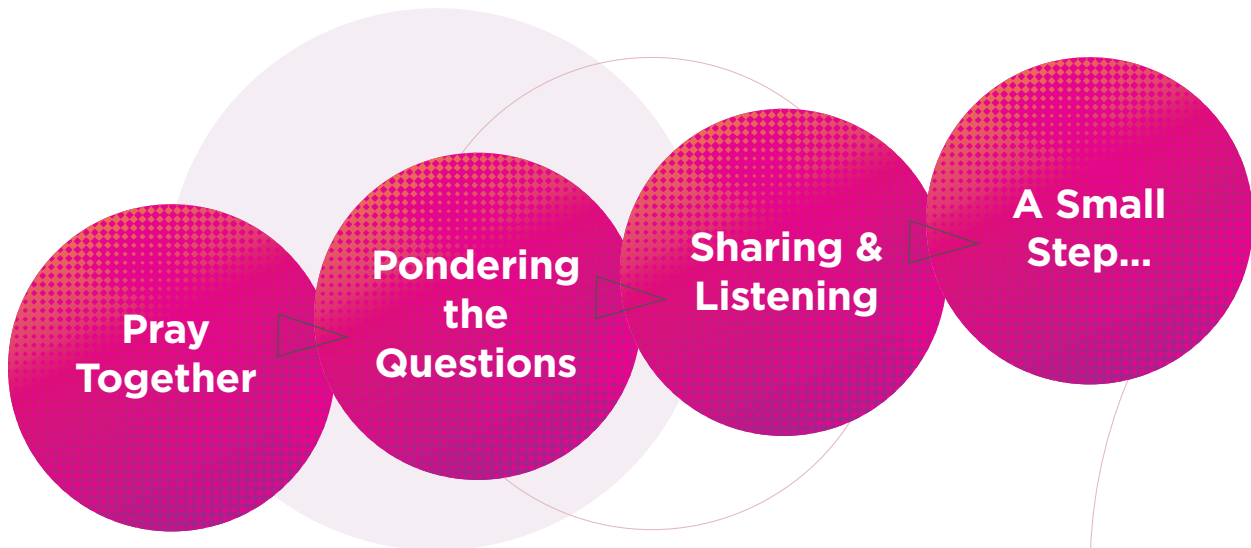 Pray
Together
Pondering
the
Questions
Sharing &
Listening
A Small
Step...